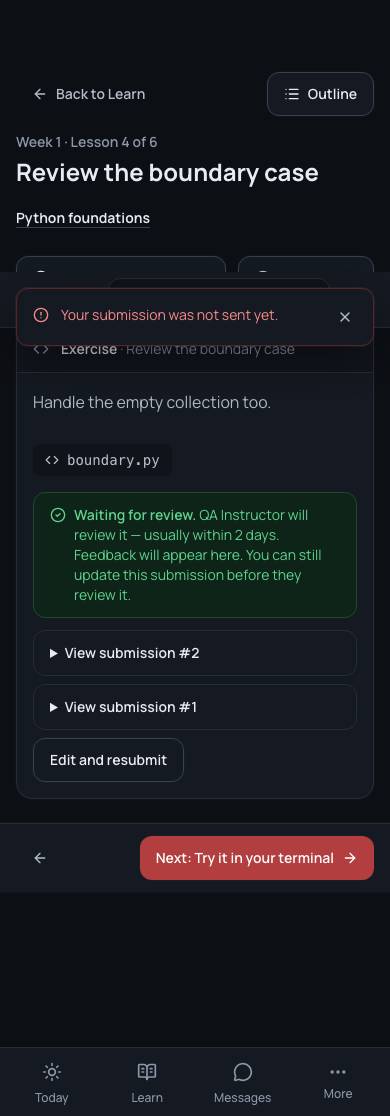 Back to Learn
Outline
Week 1 · Lesson 4 of 6
Review the boundary case
Python foundations
Your submission was not sent yet.
Exercise · Review the boundary case
Handle the empty collection too.
boundary.py
Waiting for review. QA Instructor will
review it — usually within 2 days.
Feedback will appear here. You can still
update this submission before they
review it.
View submission #2
View submission #1
Edit and resubmit
Next: Try it in your terminal
Today
Learn
Messages
More